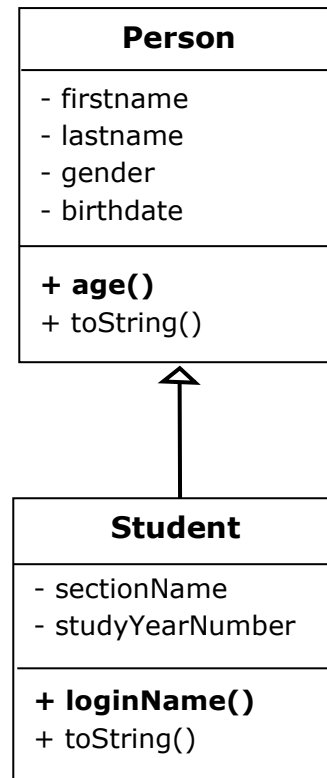 Person
- firstname
- lastname
- gender
- birthdate
+ age()
+ toString()
Student
- sectionName
- studyYearNumber
+ loginName()
+ toString()